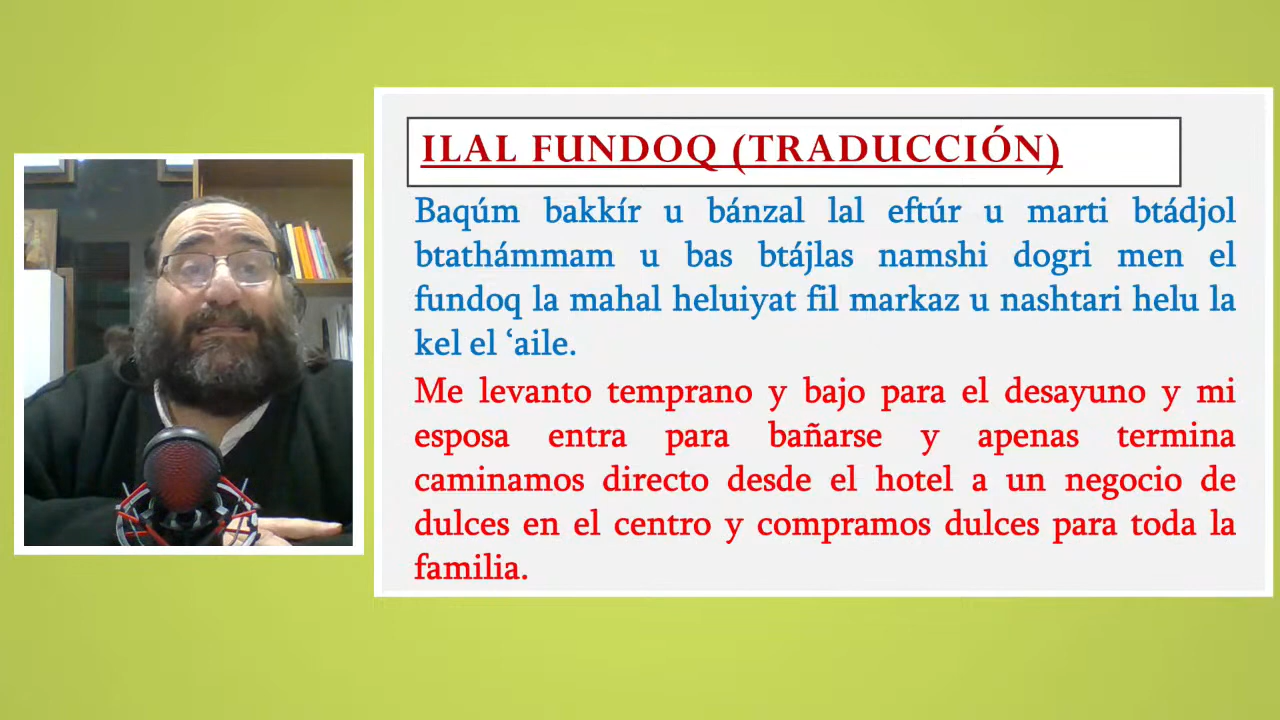 ILAL FUNDOQ (TRADUCCIÓN)
Baqúm bakkír u bánzal lal eftúr u marti btádjol
btathámmam u bas btájlas namshi dogri men el
fundoq la mahal heluiyat fil markaz u nashtari helu la
kel el ‘aile.
Me levanto temprano y bajo para el desayuno y mi
esposa entra para bañarse y apenas termina
caminamos directo desde el hotel a un negocio de
dulces en el centro y compramos dulces para toda la
familia.